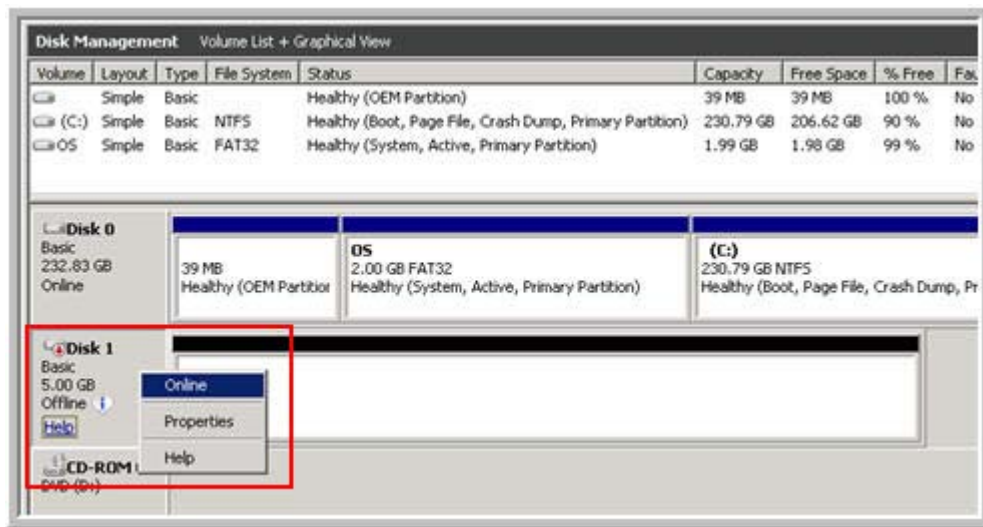 Disk Management Volume List + Graphical View
Volume Layout Type File System Status Capacity Free Space % Free
Simple Basic Healthy (OEM Partition) 39 MB 39 MB 100 % No
(C:) Simple Basic NTFS Healthy (Boot, Page File, Crash Dump, Primary Partition) 230.79 GB 206.62 GB 90 % No
OS Simple Basic FAT32 Healthy (System, Active, Primary Partition) 1.99 GB 1.98 GB 99 % No
Disk 0
Basic
232.83 GB
Online
39 MB
Healthy (OEM Partition
OS
2.00 GB FAT32
Healthy (System, Active, Primary Partition)
(C:)
230.79 GB NTFS
Healthy (Boot, Page File, Crash Dump, Pr
Disk 1
Basic
5.00 GB
Offline
Help
Online
Properties
Help
CD-ROM
DVD (D:)